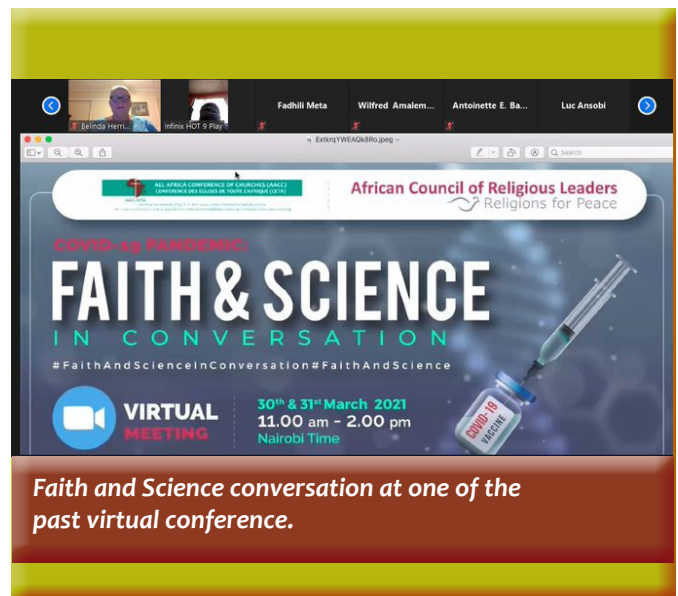 Fadhili Meta
Wilfred Amalem...
Antoinette E. Ba...
Luc Ansobi
Belinda Herri...
Infinix HOT 9 Play
ExtkrqYWEAQk8Ro.jpeg
Search
ALL AFRICA CONFERENCE OF CHURCHES (AACC)
CONFERENCE DES EGLISES DE TOUTE L'AFRIQUE (CETA)
African Council of Religious Leaders
Religions for Peace
COVID-19 PANDEMIC:
FAITH & SCIENCE
IN CONVERSATION
#FaithAndScienceInConversation#FaithAndScience
VIRTUAL
MEETING
30th & 31st March 2021
11.00 am – 2.00 pm
Nairobi Time
COVID-19
VACCINE
Faith and Science conversation at one of the
past virtual conference.